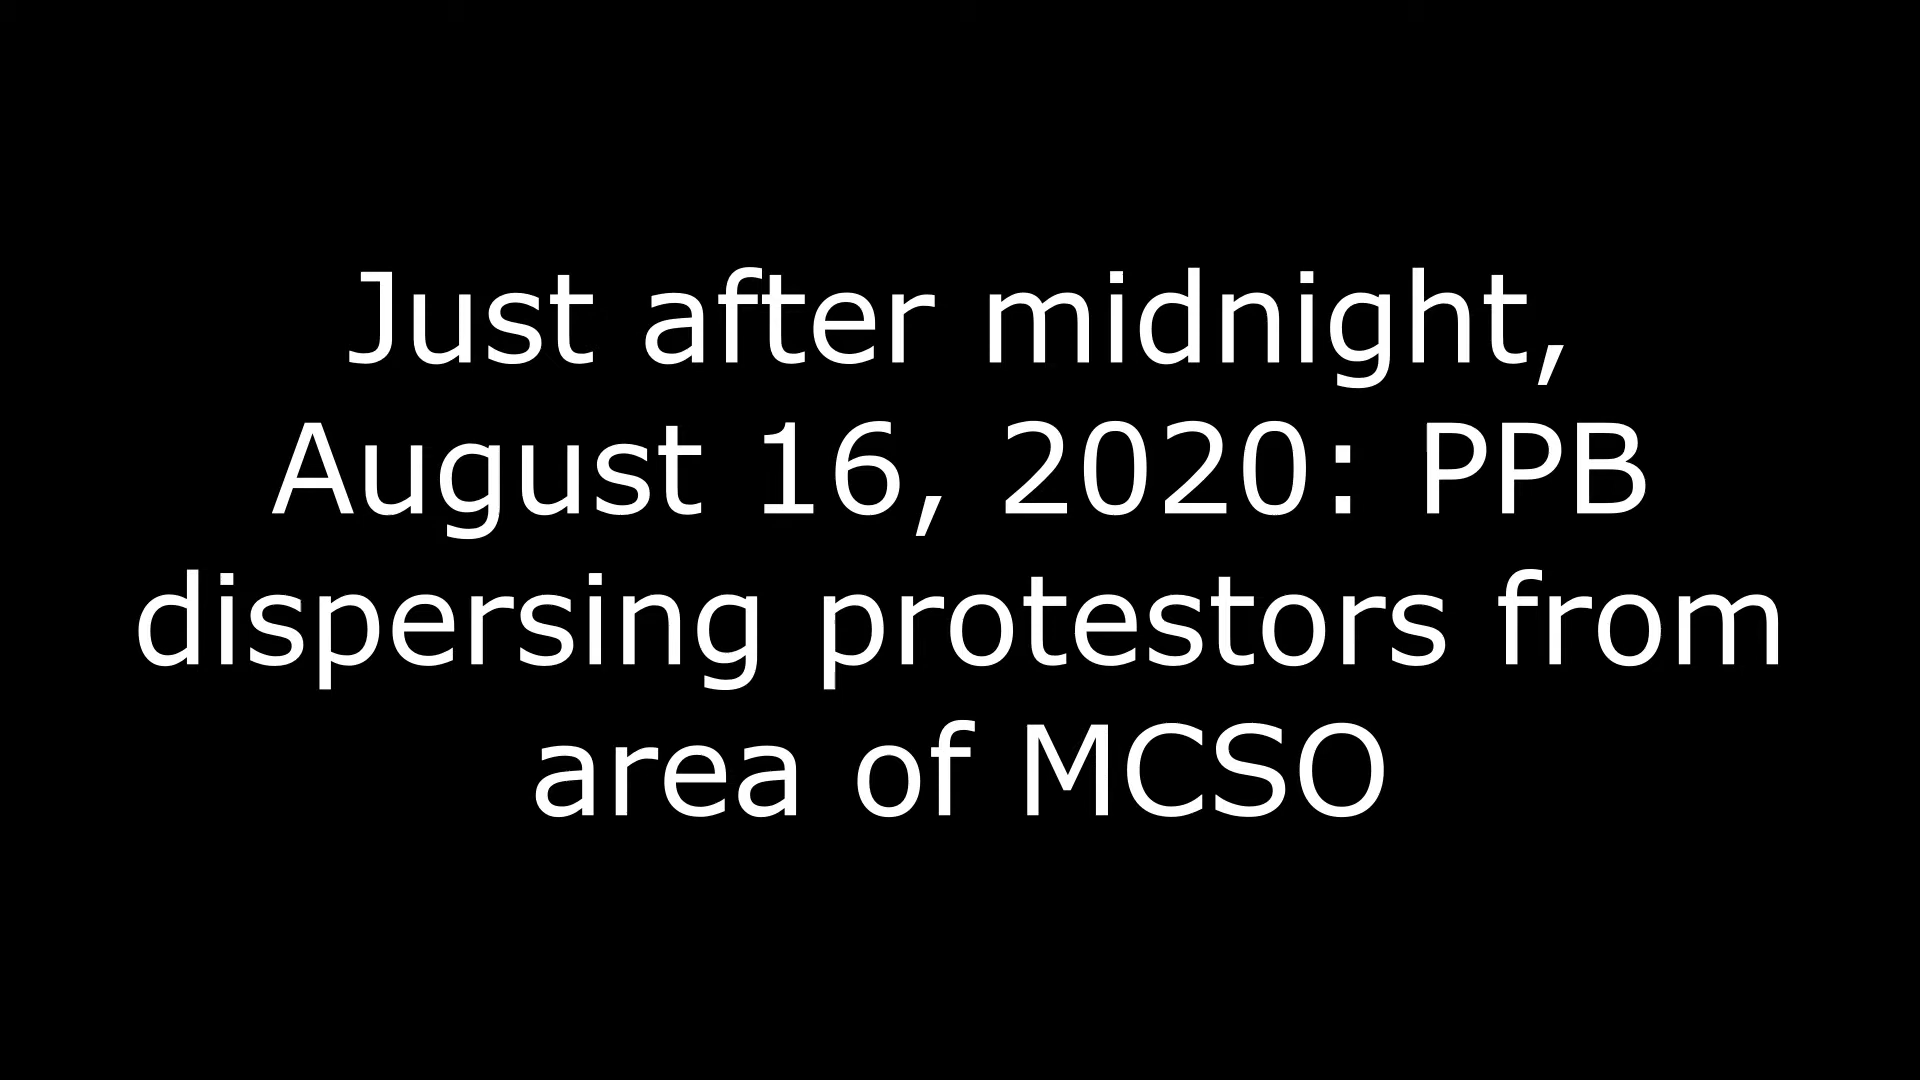 Just after midnight,
August 16, 2020: PPB
dispersing protestors from
area of MCSO